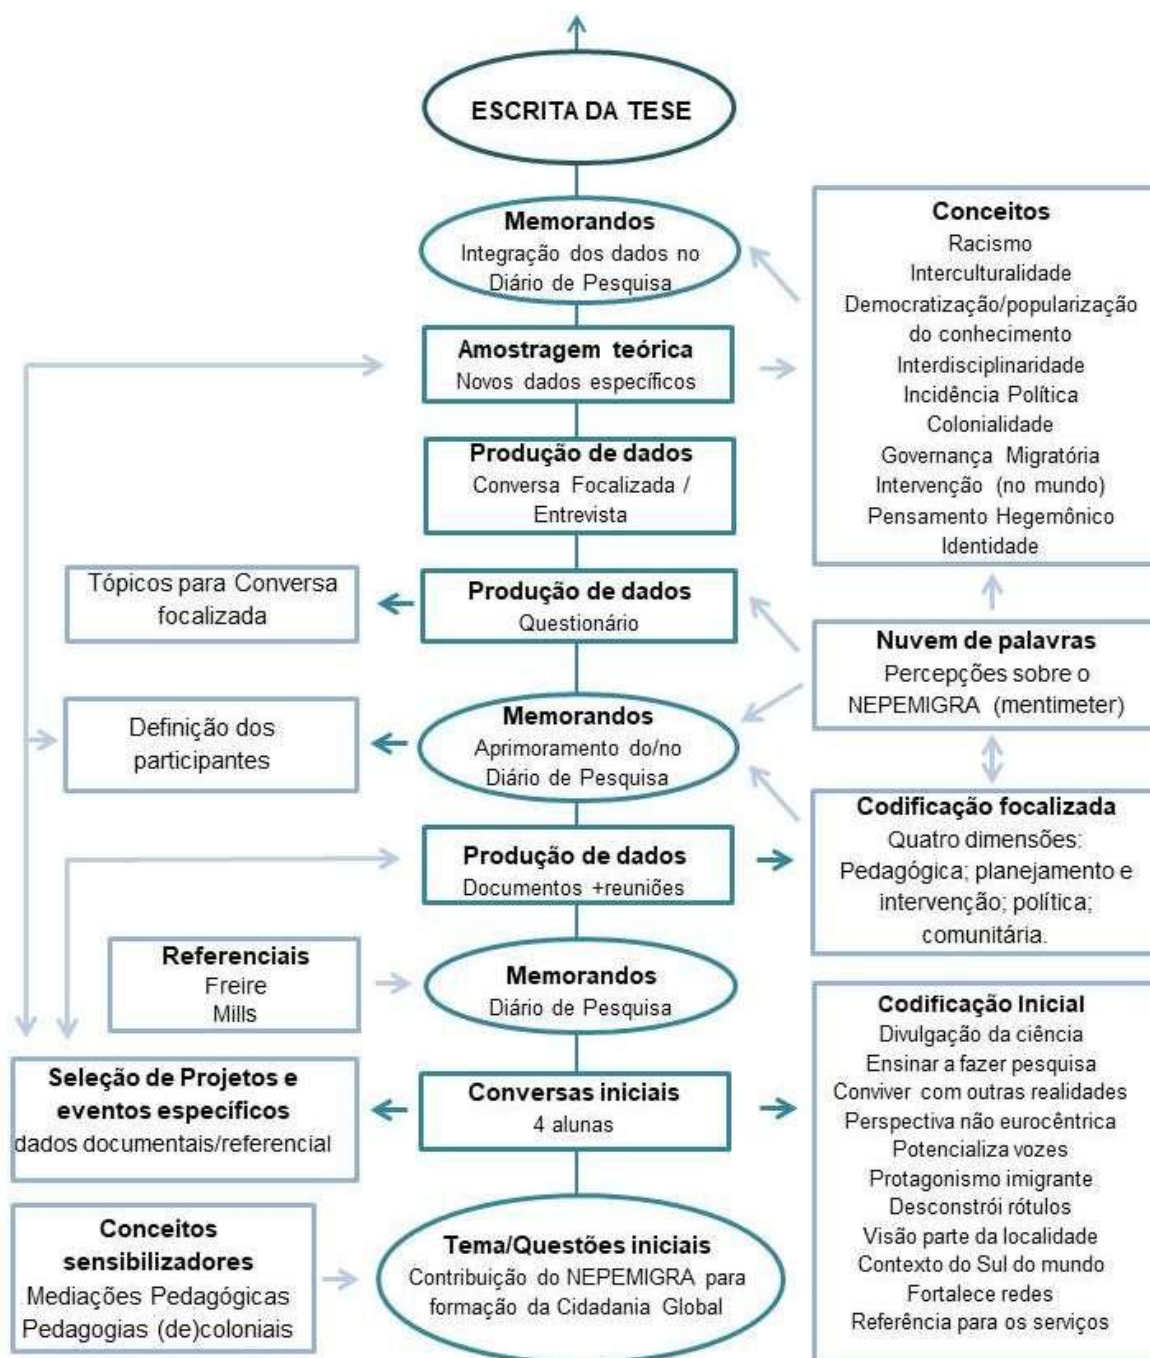 ESCRITA DA TESE
Memorandos
Integração dos dados no
Diário de Pesquisa
Conceitos
Racismo
Interculturalidade
Democratização/popularização
do conhecimento
Interdisciplinaridade
Incidência Política
Colonialidade
Governança Migratória
Intervenção (no mundo)
Pensamento Hegemônico
Identidade
Amostragem teórica
Novos dados específicos
Produção de dados
Conversa Focalizada /
Entrevista
Tópicos para Conversa
focalizada
Produção de dados
Questionário
Nuvem de palavras
Percepções sobre o
NEPEMIGRA (mentimeter)
Definição dos
participantes
Memorandos
Aprimoramento do/no
Diário de Pesquisa
Codificação focalizada
Quatro dimensões:
Pedagógica; planejamento e
intervenção; política;
comunitária.
Produção de dados
Documentos +reuniões
Referenciais
Freire
Mills
Memorandos
Diário de Pesquisa
Codificação Inicial
Divulgação da ciência
Ensinar a fazer pesquisa
Conviver com outras realidades
Perspectiva não eurocêntrica
Potencializa vozes
Protagonismo imigrante
Desconstrói rótulos
Visão parte da localidade
Contexto do Sul do mundo
Fortalece redes
Referência para os serviços
Seleção de Projetos e
eventos específicos
dados documentais/referencial
Conversas iniciais
4 alunas
Conceitos
sensibilizadores
Mediações Pedagógicas
Pedagogias (de)coloniais
Tema/Questões iniciais
Contribuição do NEPEMIGRA para
formação da Cidadania Global